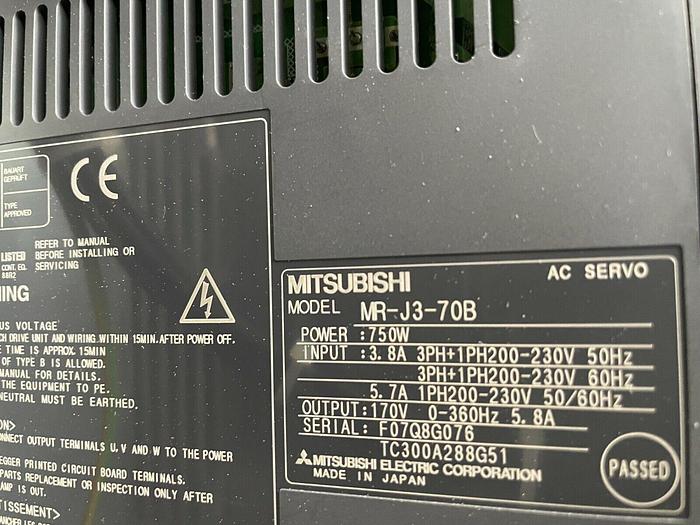 BAUART
GEPRÜFT
TYPE
APPROVED
CE
LISTED
CONT. EQ.
88R2
REFER TO MANUAL
BEFORE INSTALLING OR
SERVICING
US VOLTAGE
DRIVE UNIT AND WIRING WITHIN 15MIN. AFTER POWER OFF.
TIME IS APPROX. 15MIN
OF TYPE B IS ALLOWED.
MANUAL FOR DETAILS.
THE EQUIPMENT TO PE.
NEUTRAL MUST BE EARTHED.
ON>
NNECT OUTPUT TERMINALS U, V AND W TO THE POWER
EGGER PRINTED CIRCUIT BOARD TERMINALS.
PARTS REPLACEMENT OR INSPECTION ONLY AFTER
AMP IS OUT.
TISSEMENT>
MITSUBISHI AC SERVO
MODEL MR-J3-70B
POWER :750W
INPUT :3.8A 3PH+1PH200-230V 50Hz
3PH+1PH200-230V 60Hz
5.7A 1PH200-230V 50/60Hz
OUTPUT:170V 0-360Hz 5.8A
SERIAL: F07Q8G076
TC300A288G51
MITSUBISHI ELECTRIC CORPORATION
MADE IN JAPAN
PASSED